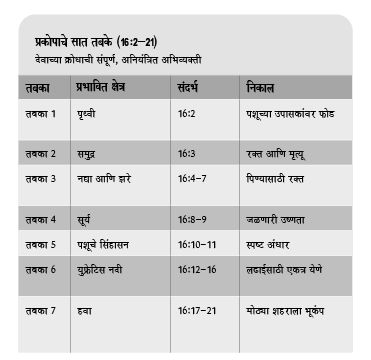 प्रकोपाचे सात तबके (16:2–21)
देवाच्या क्रोधाची संपूर्ण, अनियंत्रित अभिव्यक्ती
तबका प्रभावित क्षेत्र संदर्भ निकाल
तबका 1 पृथ्वी 16:2 पशूच्या उपासकांवर फोड
तबका 2 समुद्र 16:3 रक्त आणि मृत्यू
तबका 3 नद्या आणि झरे 16:4–7 पिण्यासाठी रक्त
तबका 4 सूर्य 16:8–9 जळणारी उष्णता
तबका 5 पशूचे सिंहासन 16:10–11 स्पष्ट अंधार
तबका 6 युफ्रेटिस नदी 16:12–16 लढाईसाठी एकत्र येणे
तबका 7 हवा 16:17–21 मोठ्या शहराला भूकंप